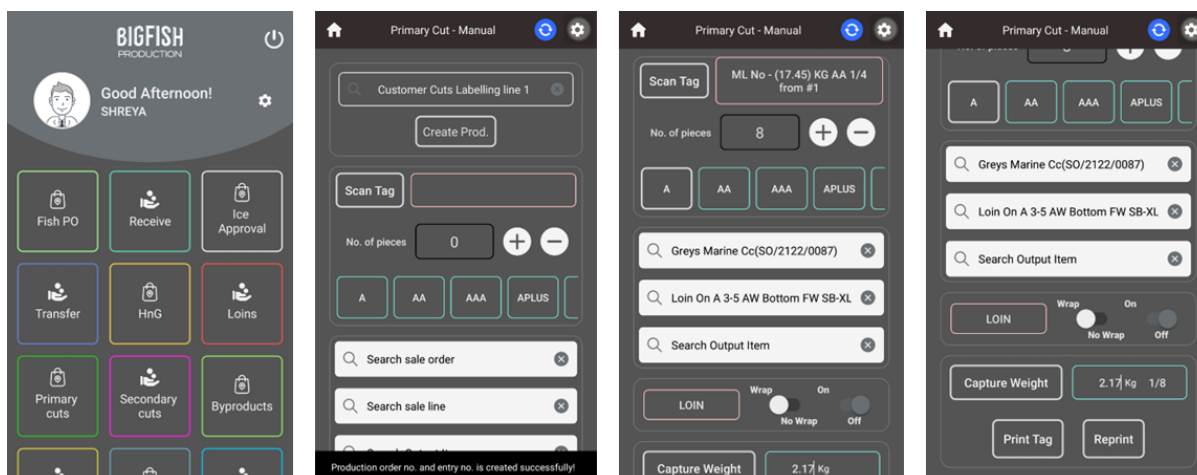 BIGFISH
PRODUCTION
Good Afternoon!
SHREYA
Fish PO
Receive
Ice
Approval
Transfer
HnG
Loins
Primary
cuts
Secondary
cuts
Byproducts
Primary Cut - Manual
Customer Cuts Labelling line 1
Create Prod.
Scan Tag
No. of pieces
0
A
AA
AAA
APLUS
Search sale order
Search sale line
Production order no. and entry no. is created successfully!
Primary Cut - Manual
Scan Tag
ML No - (17.45) KG AA 1/4
from #1
No. of pieces
8
A
AA
AAA
APLUS
Greys Marine Cc(SO/2122/0087)
Loin On A 3-5 AW Bottom FW SB-XL
Search Output Item
LOIN
Wrap
No Wrap
On
Off
Capture Weight
2.17 Kg
Primary Cut - Manual
A
AA
AAA
APLUS
Greys Marine Cc(SO/2122/0087)
Loin On A 3-5 AW Bottom FW SB-XL
Search Output Item
LOIN
Wrap
No Wrap
On
Off
Capture Weight
2.17 Kg 1/8
Print Tag
Reprint